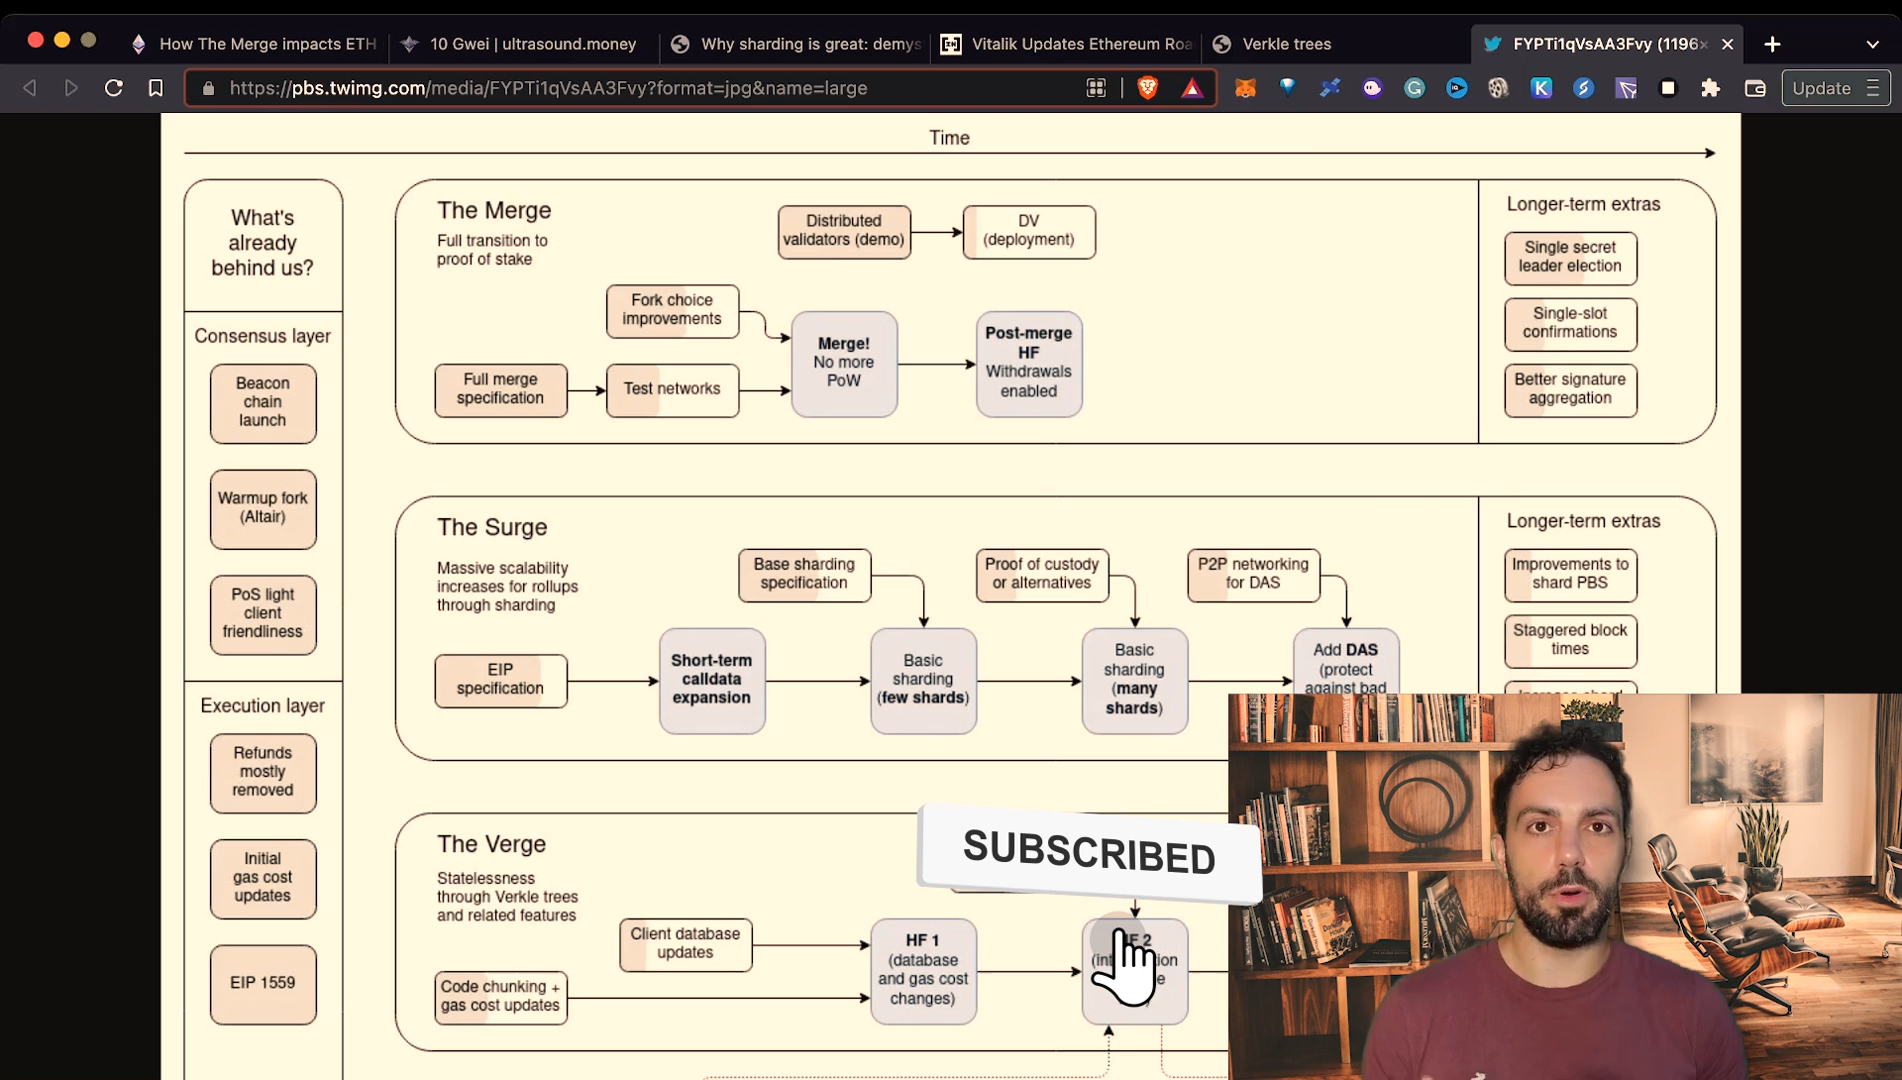 How The Merge impacts ETH
10 Gwei | ultrasound.money
Why sharding is great: demys
Vitalik Updates Ethereum Roa
Verkle trees
FYPTi1qVsAA3Fvy (1196×
https://pbs.twimg.com/media/FYPTi1qVsAA3Fvy?format=jpg&name=large
Update
Time
What's
already
behind us?
Consensus layer
Beacon
chain
launch
Warmup fork
(Altair)
PoS light
client
friendliness
Execution layer
Refunds
mostly
removed
Initial
gas cost
updates
EIP 1559
The Merge
Full transition to
proof of stake
Distributed
validators (demo)
DV
(deployment)
Fork choice
improvements
Full merge
specification
Test networks
Merge!
No more
PoW
Post-merge
HF
Withdrawals
enabled
Longer-term extras
Single secret
leader election
Single-slot
confirmations
Better signature
aggregation
The Surge
Massive scalability
increases for rollups
through sharding
Base sharding
specification
Proof of custody
or alternatives
P2P networking
for DAS
EIP
specification
Short-term
calldata
expansion
Basic
sharding
(few shards)
Basic
sharding
(many
shards)
Add DAS
(protect
against bad
Longer-term extras
Improvements to
shard PBS
Staggered block
times
The Verge
Statelessness
through Verkle trees
and related features
Client database
updates
Code chunking +
gas cost updates
HF 1
(database
and gas cost
changes)
SUBSCRIBED